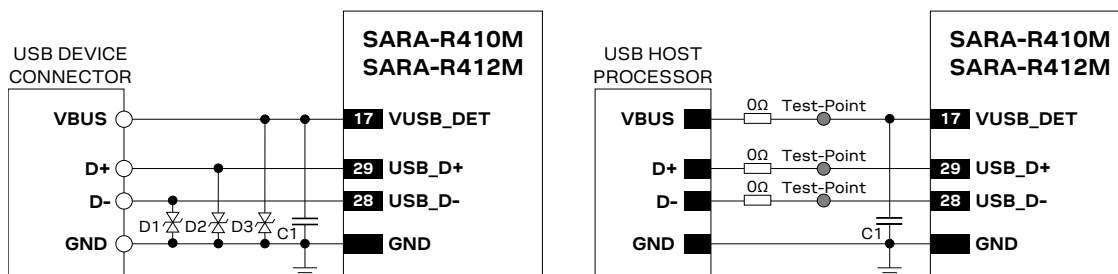 SARA-R410M
SARA-R412M
USB DEVICE
CONNECTOR
VBUS
17
VUSB_DET
D+
29
USB_D+
D-
28
USB_D-
D1
D2
D3
C1
GND
GND
SARA-R410M
SARA-R412M
USB HOST
PROCESSOR
VBUS
0Ω
Test-Point
17
VUSB_DET
D+
0Ω
Test-Point
29
USB_D+
D-
0Ω
Test-Point
28
USB_D-
C1
GND
GND